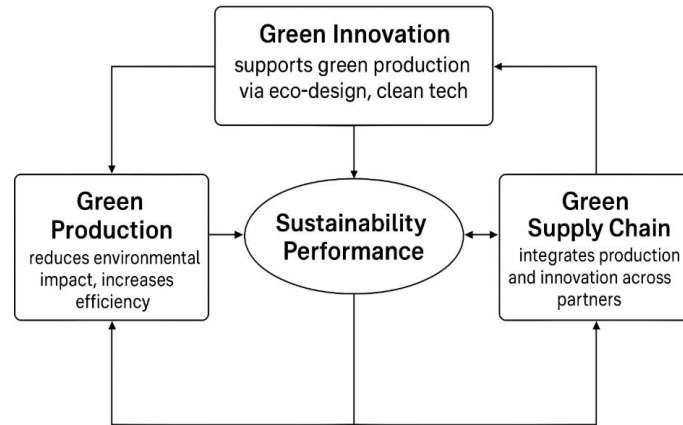 Green Innovation
supports green production
via eco-design, clean tech
Green
Production
reduces environmental
impact, increases
efficiency
Sustainability
Performance
Green
Supply Chain
integrates production
and innovation across
partners